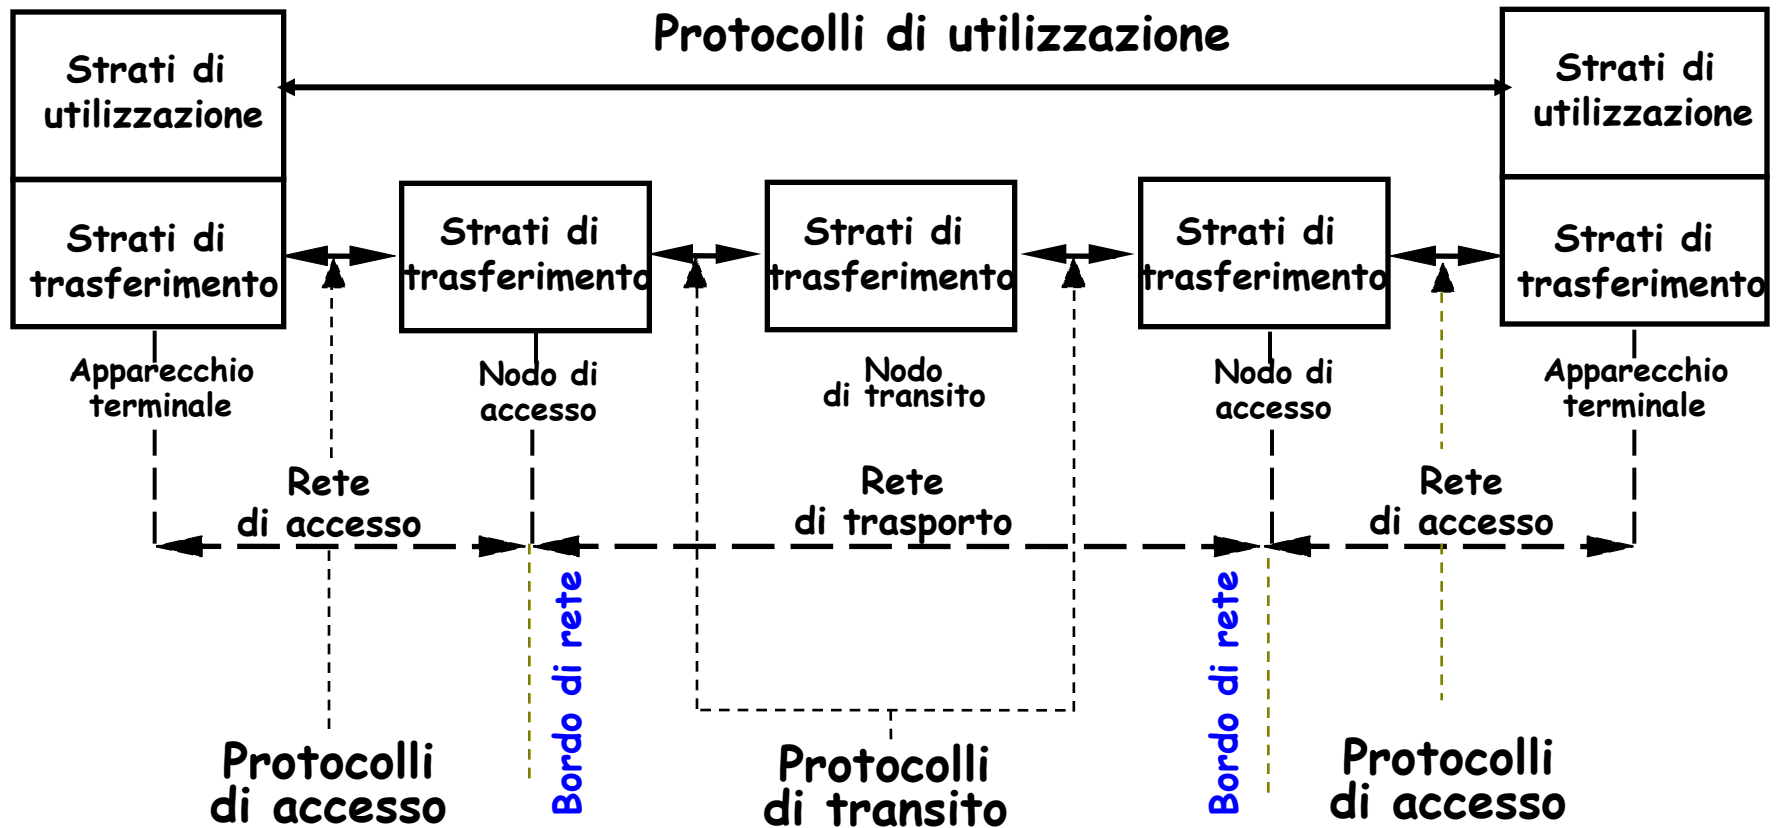 Protocolli di utilizzazione
Strati di
utilizzazione
Strati di
utilizzazione
Strati di
trasferimento
Strati di
trasferimento
Strati di
trasferimento
Strati di
trasferimento
Strati di
trasferimento
Apparecchio
terminale
Nodo di
accesso
Nodo
di transito
Nodo di
accesso
Apparecchio
terminale
Rete
di accesso
Rete
di trasporto
Rete
di accesso
Bordo di rete
Bordo di rete
Protocolli
di accesso
Protocolli
di transito
Protocolli
di accesso